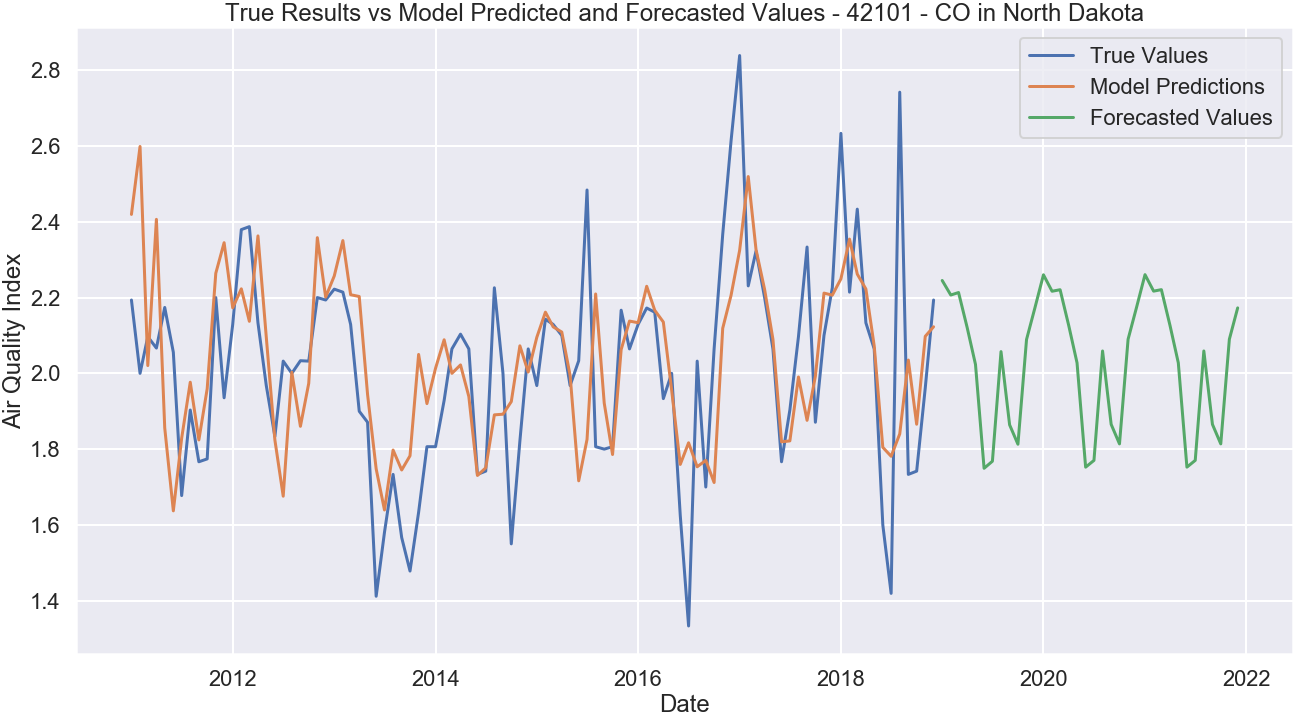 True Results vs Model Predicted and Forecasted Values - 42101 - CO in North Dakota
True Values
Model Predictions
Forecasted Values
Air Quality Index
2.8
2.6
2.4
2.2
2.0
1.8
1.6
1.4
2012 2014 2016 2018 2020 2022
Date